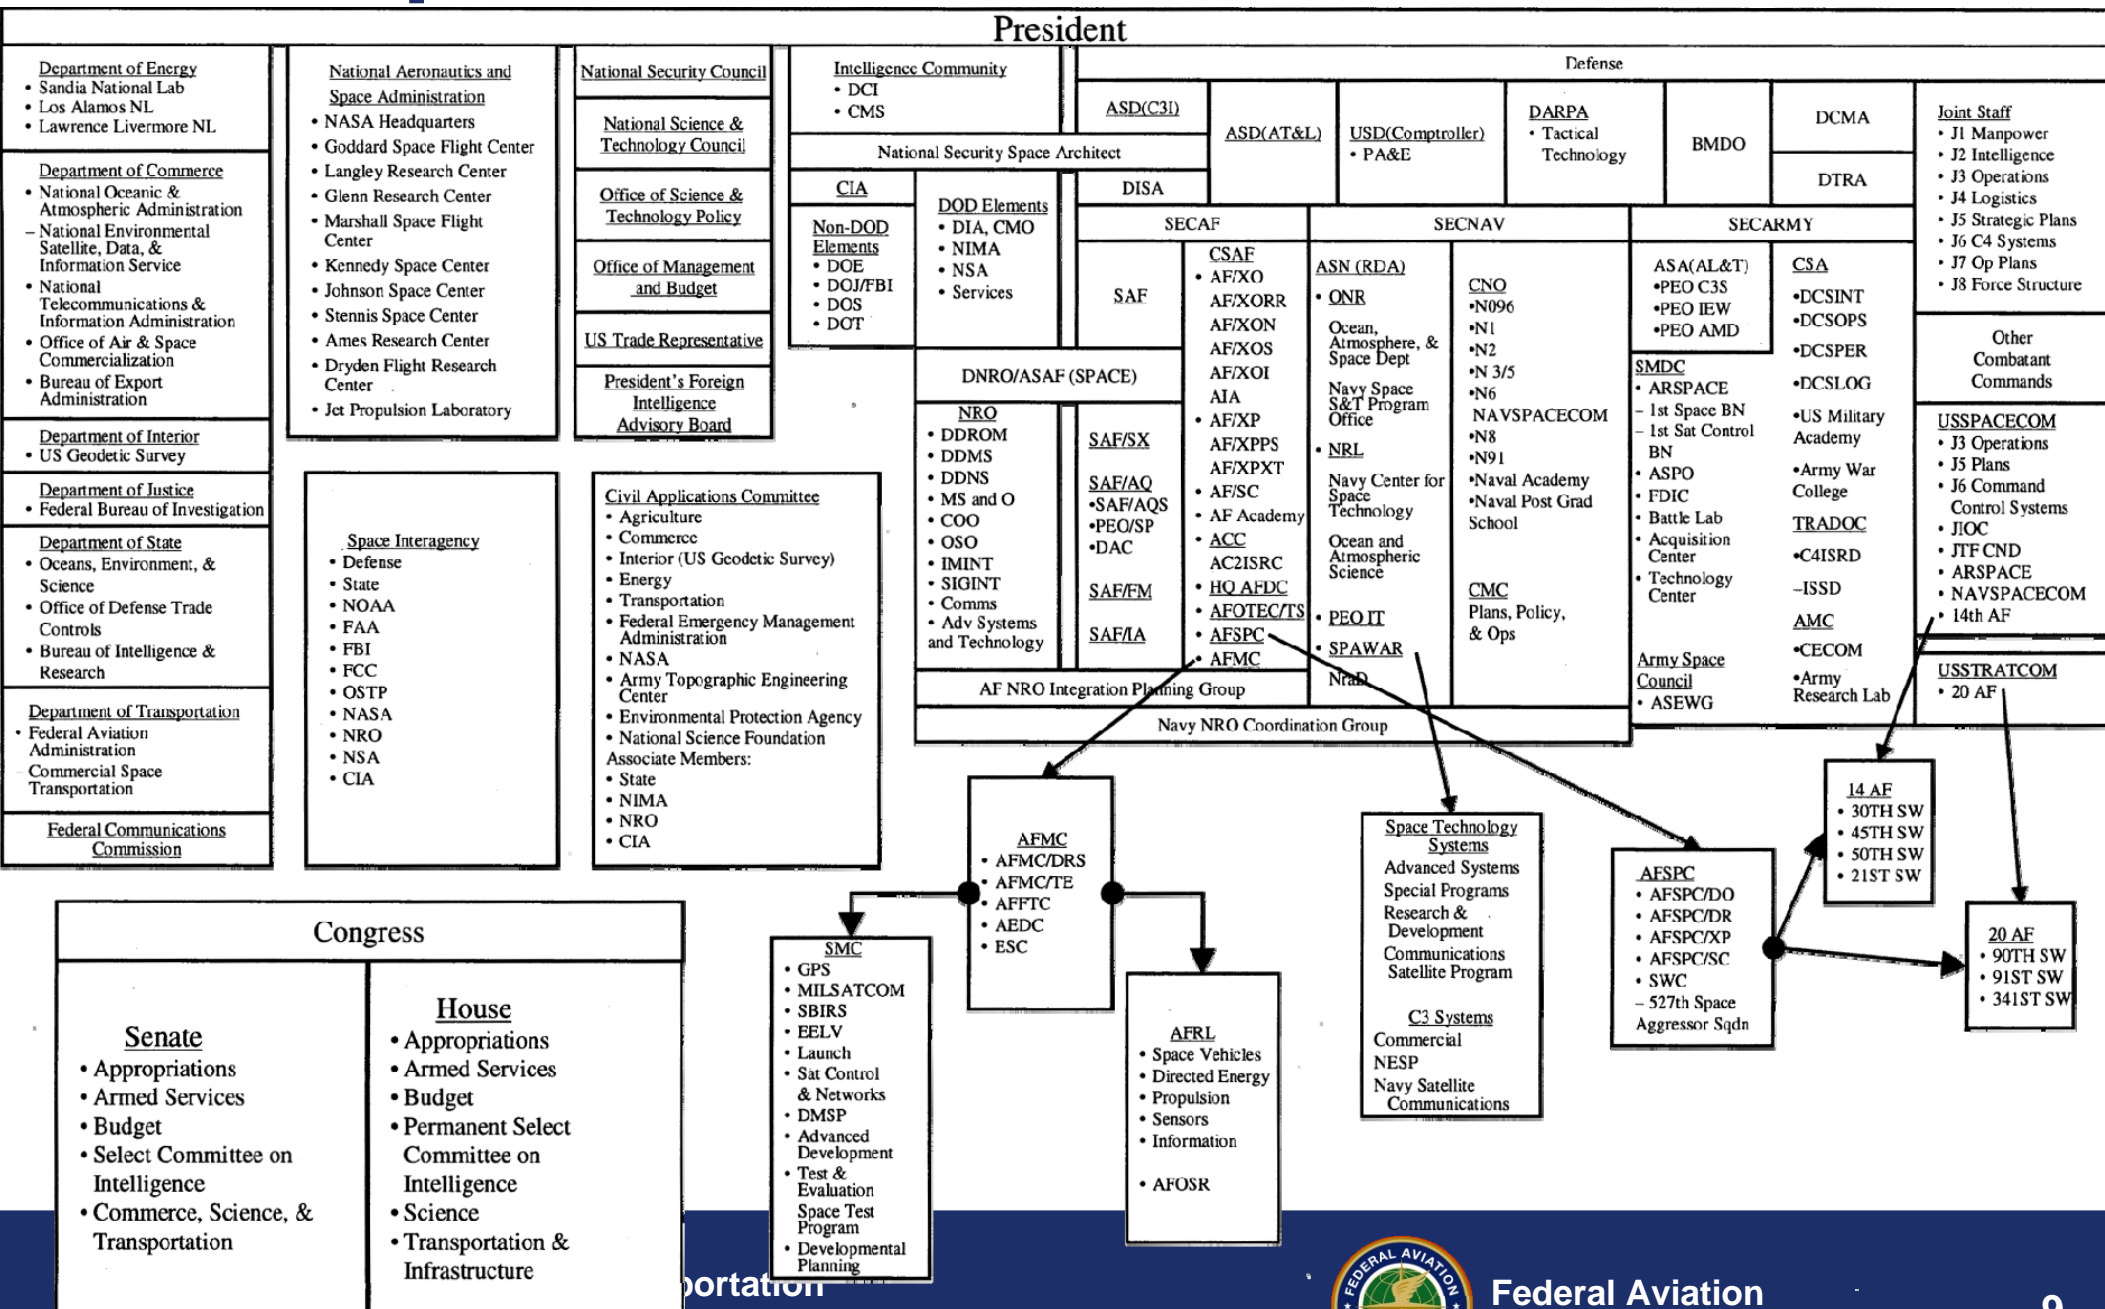 President
Department of Energy
• Sandia National Lab
• Los Alamos NL
• Lawrence Livermore NL
Department of Commerce
• National Oceanic &
Atmospheric Administration
– National Environmental
Satellite, Data, &
Information Service
• National
Telecommunications &
Information Administration
• Office of Air & Space
Commercialization
• Bureau of Export
Administration
Department of Interior
• US Geodetic Survey
Department of Justice
• Federal Bureau of Investigation
Department of State
• Oceans, Environment, &
Science
• Office of Defense Trade
Controls
• Bureau of Intelligence &
Research
Department of Transportation
• Federal Aviation
Administration
Commercial Space
Transportation
Federal Communications
Commission
National Aeronautics and
Space Administration
• NASA Headquarters
• Goddard Space Flight Center
• Langley Research Center
• Glenn Research Center
• Marshall Space Flight
Center
• Kennedy Space Center
• Johnson Space Center
• Stennis Space Center
• Ames Research Center
• Dryden Flight Research
Center
• Jet Propulsion Laboratory
National Security Council
National Science &
Technology Council
Office of Science &
Technology Policy
Office of Management
and Budget
US Trade Representative
President's Foreign
Intelligence
Advisory Board
Space Interagency
• Defense
• State
• NOAA
• FAA
• FBI
• FCC
• OSTP
• NASA
• NRO
• NSA
• CIA
Civil Applications Committee
• Agriculture
• Commerce
• Interior (US Geodetic Survey)
• Energy
• Transportation
• Federal Emergency Management
Administration
• NASA
• Army Topographic Engineering
Center
• Environmental Protection Agency
• National Science Foundation
Associate Members:
• State
• NIMA
• NRO
• CIA
Intelligence Community
• DCI
• CMS
National Security Space Architect
CIA
Non-DOD
Elements
• DOE
• DOJ/FBI
• DOS
• DOT
DOD Elements
• DIA, CMO
• NIMA
• NSA
• Services
Defense
ASD(C3I)
DISA
ASD(AT&L)
USD(Comptroller)
• PA&E
DARPA
• Tactical
Technology
BMDO
DCMA
DTRA
Joint Staff
• J1 Manpower
• J2 Intelligence
• J3 Operations
• J4 Logistics
• J5 Strategic Plans
• J6 C4 Systems
• J7 Op Plans
• J8 Force Structure
Other
Combatant
Commands
USSPACECOM
• J3 Operations
• J5 Plans
• J6 Command
Control Systems
• JIOC
• JTF CND
• ARSPACE
• NAVSPACECOM
• 14th AF
USSTRATCOM
• 20 AF
SECAF
SAF
DNRO/ASAF (SPACE)
NRO
• DDROM
• DDMS
• DDNS
• MS and O
• COO
• OSO
• IMINT
• SIGINT
• Comms
• Adv Systems
and Technology
SAF/SX
SAF/AQ
•SAF/AQS
•PEO/SP
•DAC
SAF/FM
SAF/IA
CSAF
• AF/XO
AF/XORR
AF/XON
AF/XOS
AF/XOI
AIA
• AF/XP
AF/XPPS
AF/XPXT
• AF/SC
• AF Academy
• ACC
AC2ISRC
• HQ AFDC
• AFOTEC/TS
• AFSPC
• AFMC
AF NRO Integration Planning Group
Navy NRO Coordination Group
SECNAV
ASN (RDA)
• ONR
Ocean,
Atmosphere, &
Space Dept
Navy Space
S&T Program
Office
• NRL
Navy Center for
Space
Technology
Ocean and
Atmospheric
Science
• PEO IT
• SPAWAR
NraD
CNO
•N096
•N1
•N2
•N 3/5
•N6
NAVSPACECOM
•N8
•N91
•Naval Academy
•Naval Post Grad
School
CMC
Plans, Policy,
& Ops
SECARMY
ASA(AL&T)
•PEO C3S
•PEO IEW
•PEO AMD
SMDC
• ARSPACE
– 1st Space BN
– 1st Sat Control
BN
• ASPO
• FDIC
• Battle Lab
• Acquisition
Center
• Technology
Center
Army Space
Council
• ASEWG
CSA
•DCSINT
•DCSOPS
•DCSPER
•DCSLOG
•US Military
Academy
•Army War
College
TRADOC
•C4ISRD
–ISSD
AMC
•CECOM
•Army
Research Lab
AFMC
• AFMC/DRS
• AFMC/TE
• AFFTC
• AEDC
• ESC
SMC
• GPS
• MILSATCOM
• SBIRS
• EELV
• Launch
• Sat Control
& Networks
• DMSP
• Advanced
Development
• Test &
Evaluation
Space Test
Program
• Developmental
Planning
AFRL
• Space Vehicles
• Directed Energy
• Propulsion
• Sensors
• Information
• AFOSR
Space Technology
Systems
Advanced Systems
Special Programs
Research &
Development
Communications
Satellite Program
C3 Systems
Commercial
NESP
Navy Satellite
Communications
AFSPC
• AFSPC/DO
• AFSPC/DR
• AFSPC/XP
• AFSPC/SC
• SWC
– 527th Space
Aggressor Sqdn
14 AF
• 30TH SW
• 45TH SW
• 50TH SW
• 21ST SW
20 AF
• 90TH SW
• 91ST SW
• 341ST SW
Congress
Senate
• Appropriations
• Armed Services
• Budget
• Select Committee on
Intelligence
• Commerce, Science, &
Transportation
House
• Appropriations
• Armed Services
• Budget
• Permanent Select
Committee on
Intelligence
• Science
• Transportation &
Infrastructure
portation
FEDERAL AVIATION
Federal Aviation